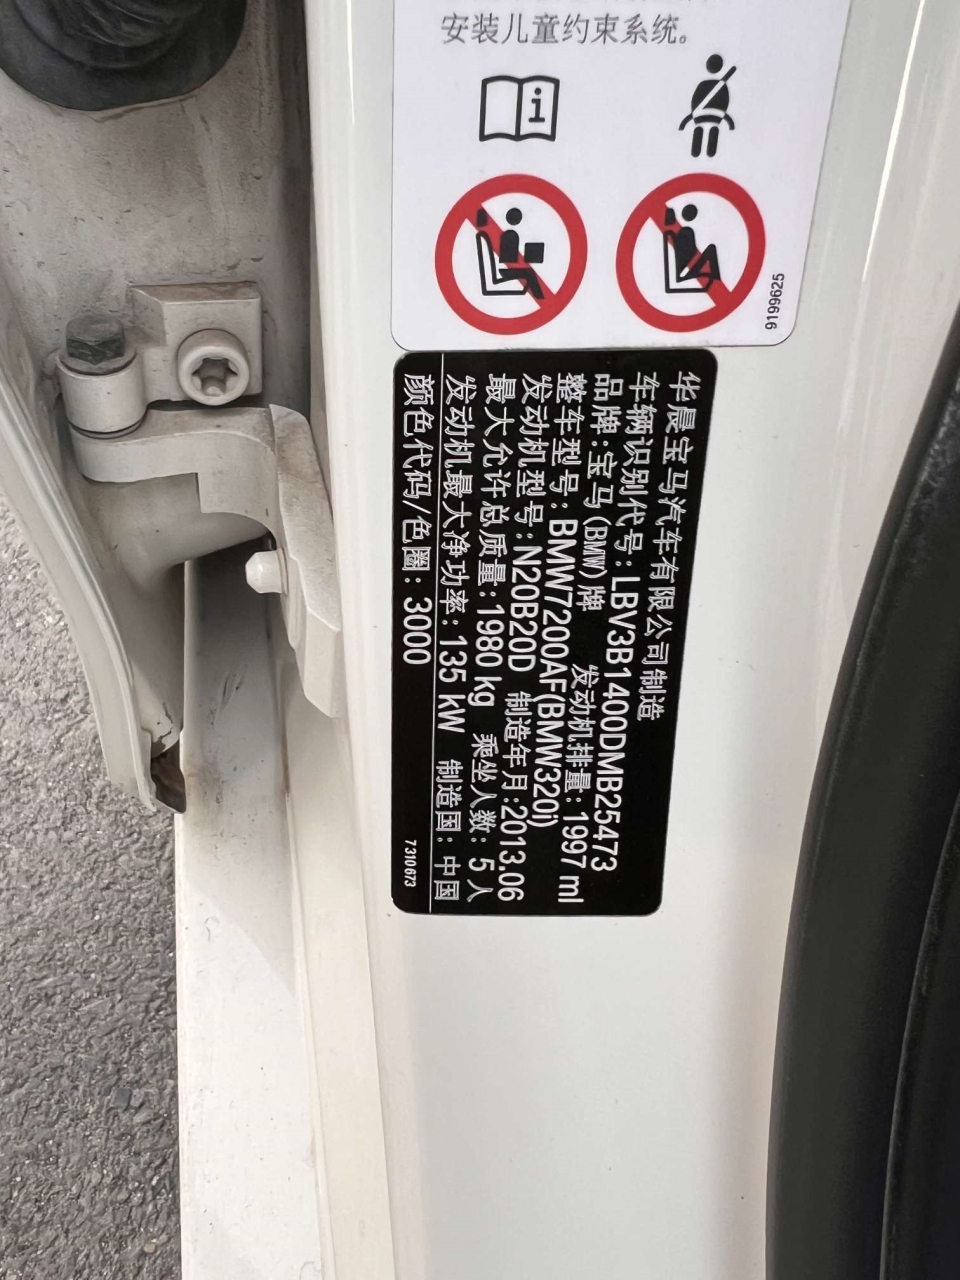 安装儿童约束系统。
9199625
华晨宝马汽车有限公司制造
车辆识别代号: LBV3B1400DMB25473
品牌: 宝马 (BMW) 牌 发动机排量: 1997 ml
整车型号: BMW7200AF(BMW320i)
发动机型号: N20B20D 制造年月: 2013.06
最大允许总质量: 1980 kg 乘坐人数: 5 人
发动机最大净功率: 135 kW 制造国: 中国
颜色代码/色圈: 3000
7310673